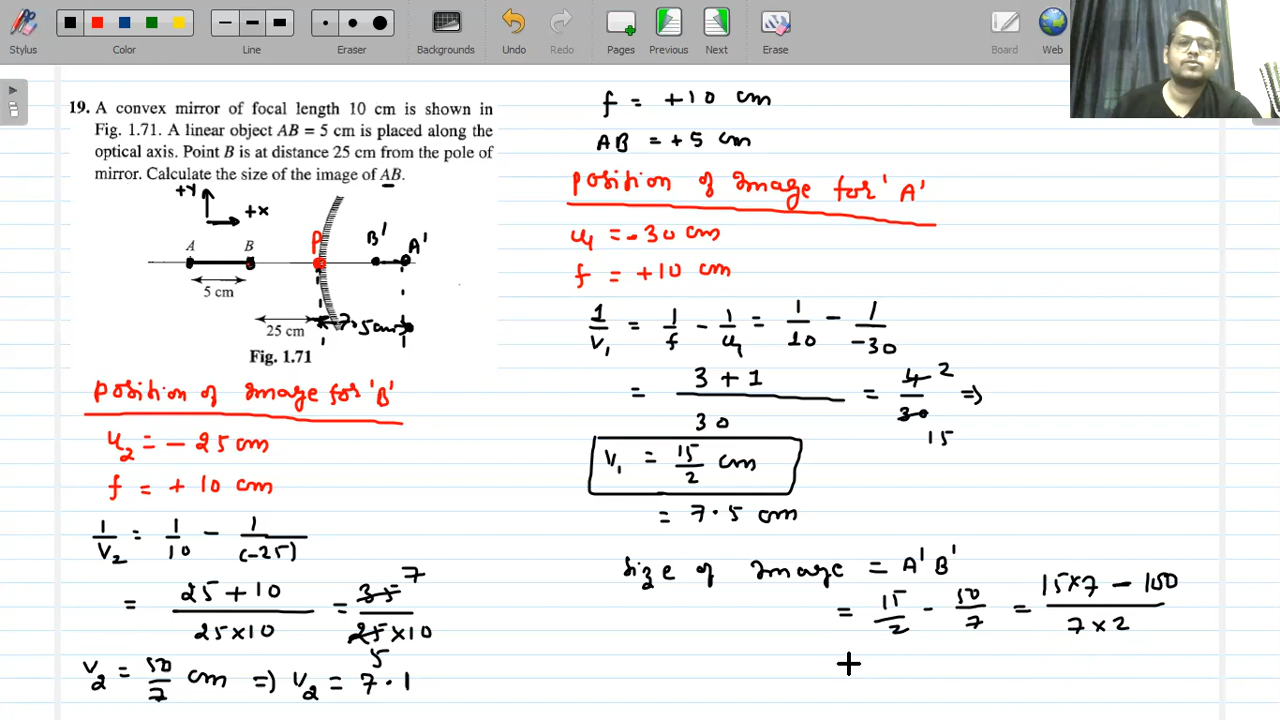 Stylus
Color
Line
Eraser
Backgrounds
Undo
Redo
Pages
Previous
Next
Erase
Board
Web
19. A convex mirror of focal length 10 cm is shown in
Fig. 1.71. A linear object AB = 5 cm is placed along the
optical axis. Point B is at distance 25 cm from the pole of
mirror. Calculate the size of the image of AB.
+y
+x
A
B
P
B'
A'
5 cm
25 cm
7.5cm
Fig. 1.71
position of Image for 'B'
u₂ = - 25 cm
f = + 10 cm
1/V₂ = 1/10 - 1/(-25)
= 25 + 10 / 25×10 = 35 7 / 25×10 5
V₂ = 50/7 cm => V₂ = 7.1
f = +10 cm
AB = +5 cm
position of Image for 'A'
u₁ = -30 cm
f = +10 cm
1/V₁ = 1/f - 1/u₁ = 1/10 - 1/-30
= 3 + 1 / 30 = 4 2 / 30 15 =>
V₁ = 15/2 cm
= 7.5 cm
Size of Image = A'B'
= 15/2 - 50/7 = 15×7 - 100 / 7×2